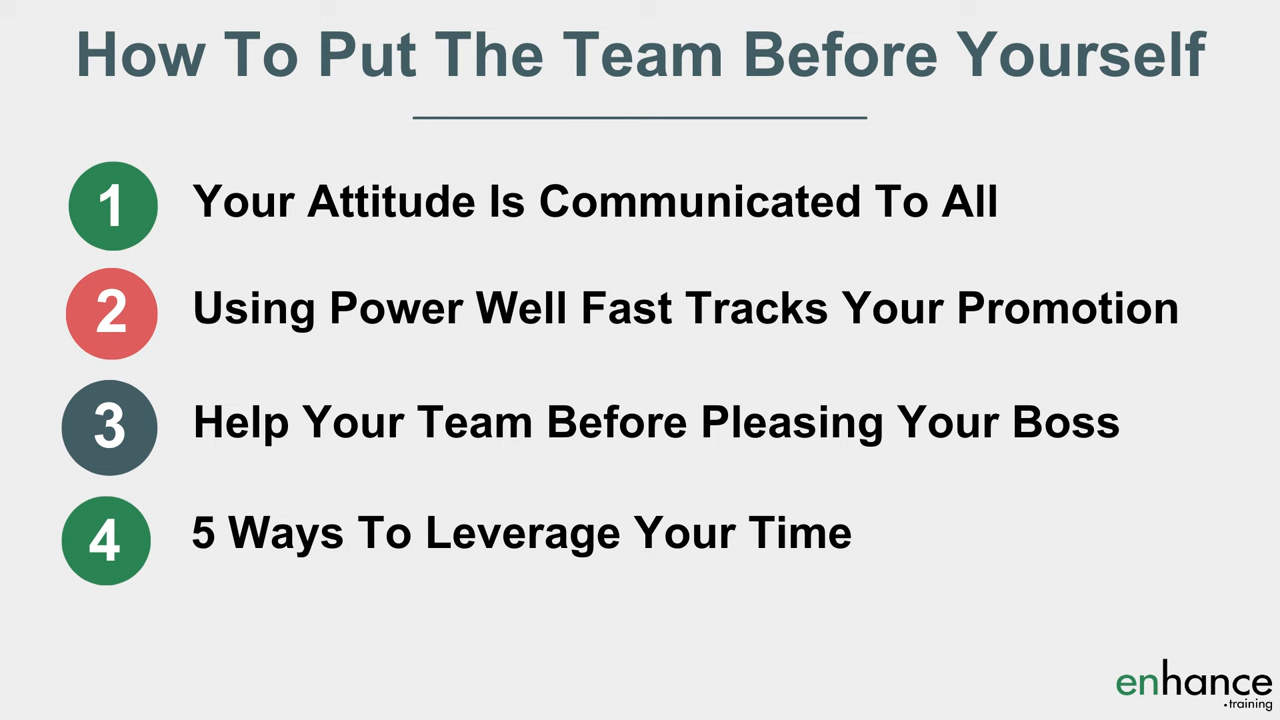 How To Put The Team Before Yourself
1 Your Attitude Is Communicated To All
2 Using Power Well Fast Tracks Your Promotion
3 Help Your Team Before Pleasing Your Boss
4 5 Ways To Leverage Your Time
enhance
.training